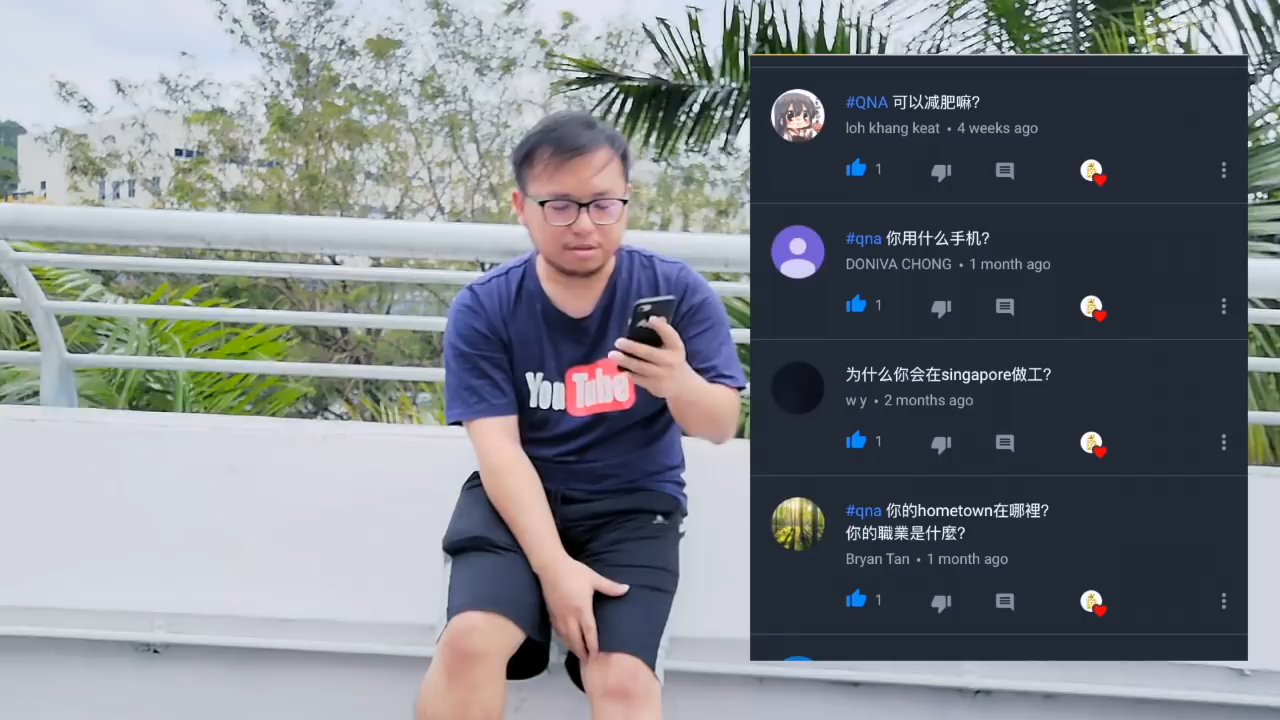 YouTube
#QNA 可以减肥嘛?
loh khang keat • 4 weeks ago
1
#qna 你用什么手机?
DONIVA CHONG • 1 month ago
1
为什么你会在singapore做工?
w y • 2 months ago
1
#qna 你的hometown在哪裡?
你的職業是什麼?
Bryan Tan • 1 month ago
1